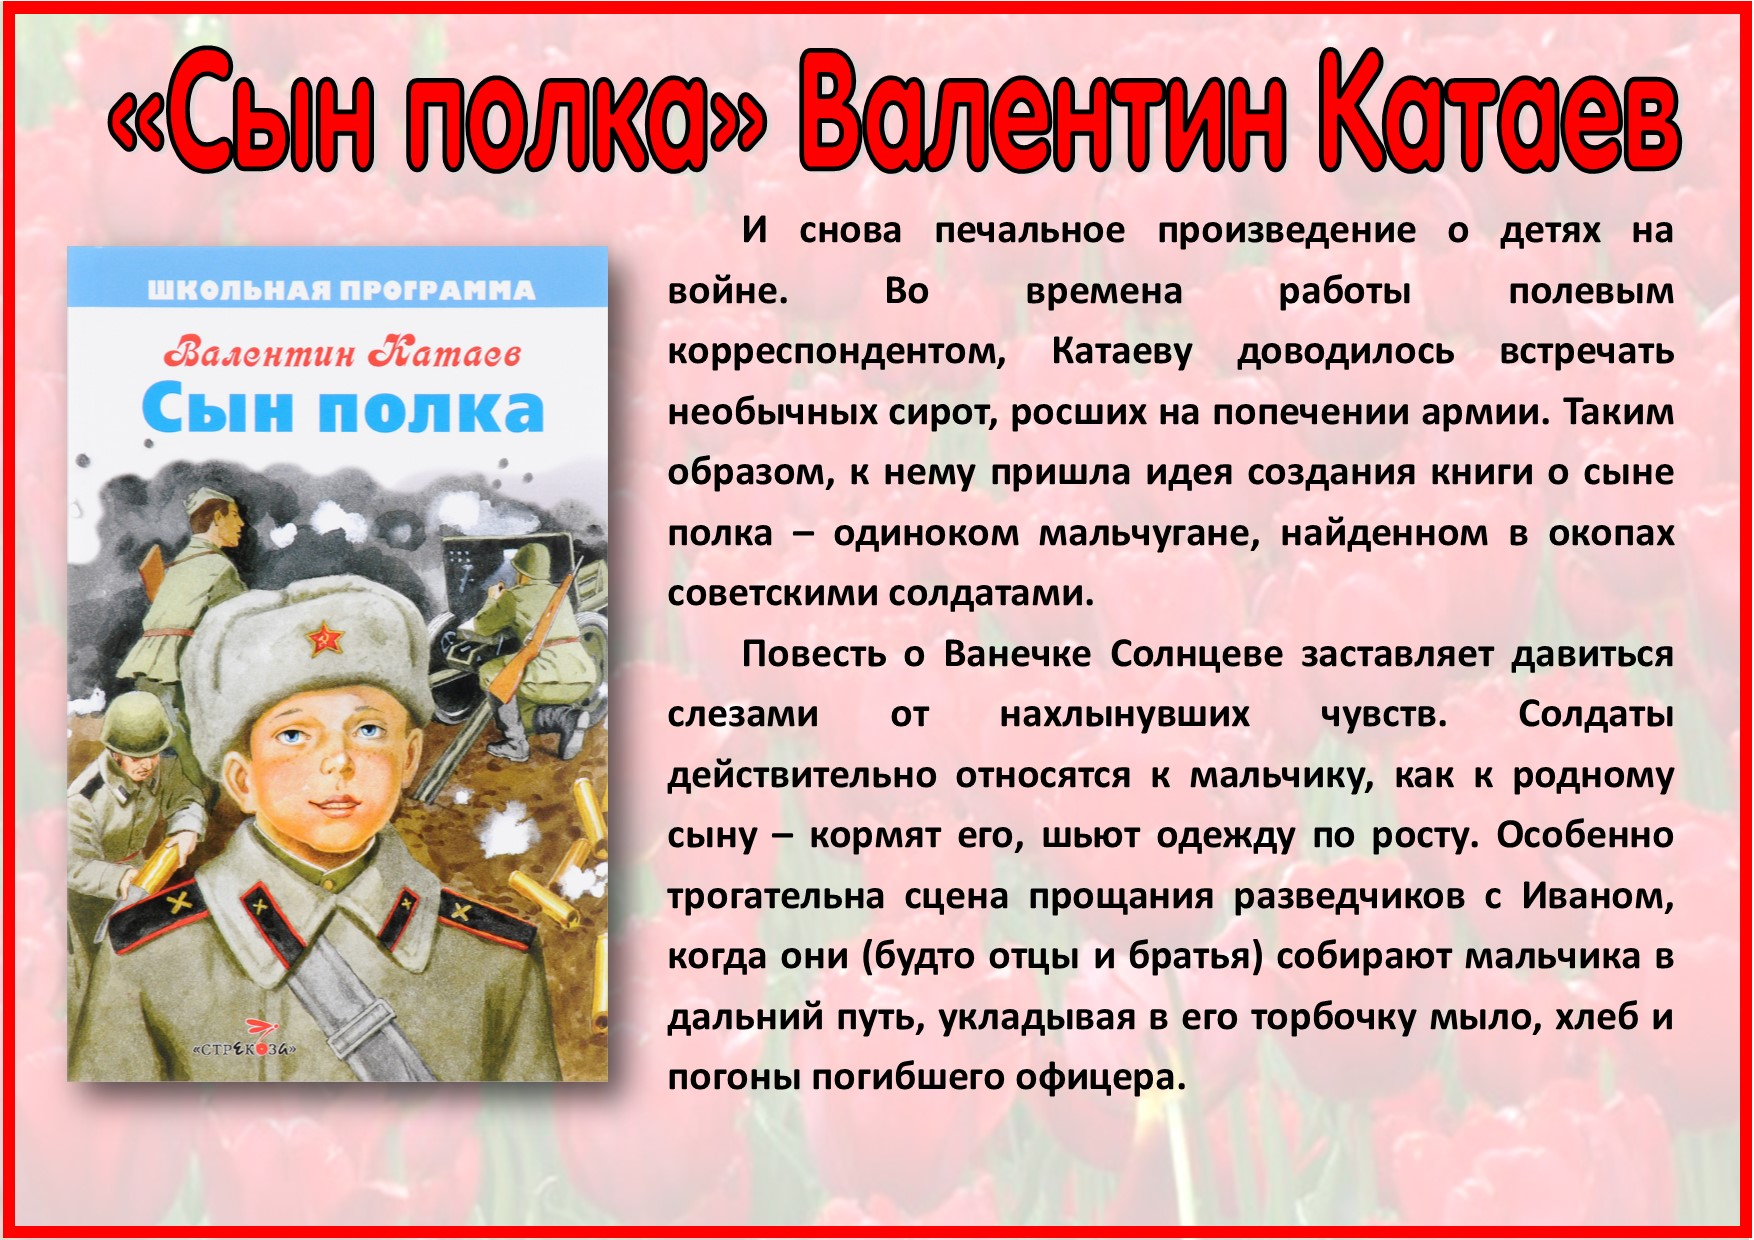 «Сын полка» Валентин Катаев
ШКОЛЬНАЯ ПРОГРАММА
Валентин Катаев
Сын полка
«СТРЕКОЗА»
И снова печальное произведение о детях на
войне. Во времена работы полевым
корреспондентом, Катаеву доводилось встречать
необычных сирот, росших на попечении армии. Таким
образом, к нему пришла идея создания книги о сыне
полка – одиноком мальчугане, найденном в окопах
советскими солдатами.
Повесть о Ванечке Солнцеве заставляет давиться
слезами от нахлынувших чувств. Солдаты
действительно относятся к мальчику, как к родному
сыну – кормят его, шьют одежду по росту. Особенно
трогательна сцена прощания разведчиков с Иваном,
когда они (будто отцы и братья) собирают мальчика в
дальний путь, укладывая в его торбочку мыло, хлеб и
погоны погибшего офицера.